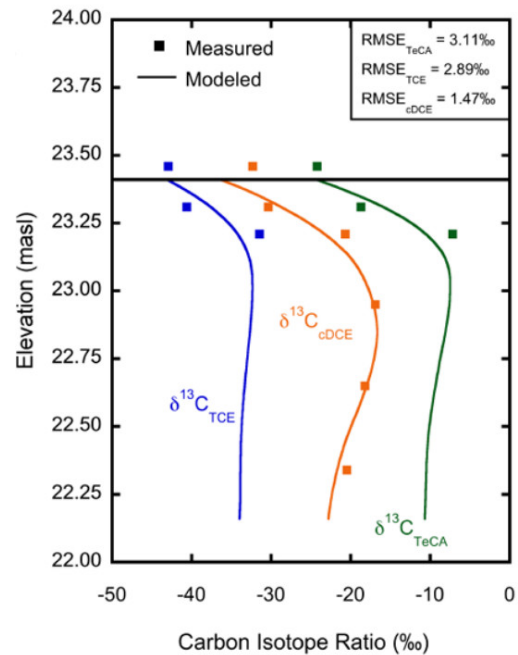 24.00
23.75
23.50
23.25
23.00
22.75
22.50
22.25
22.00
Elevation (masl)
Measured
Modeled
RMSE_TeCA = 3.11‰
RMSE_TCE = 2.89‰
RMSE_cDCE = 1.47‰
δ¹³C_cDCE
δ¹³C_TCE
δ¹³C_TeCA
-50 -40 -30 -20 -10 0
Carbon Isotope Ratio (‰)